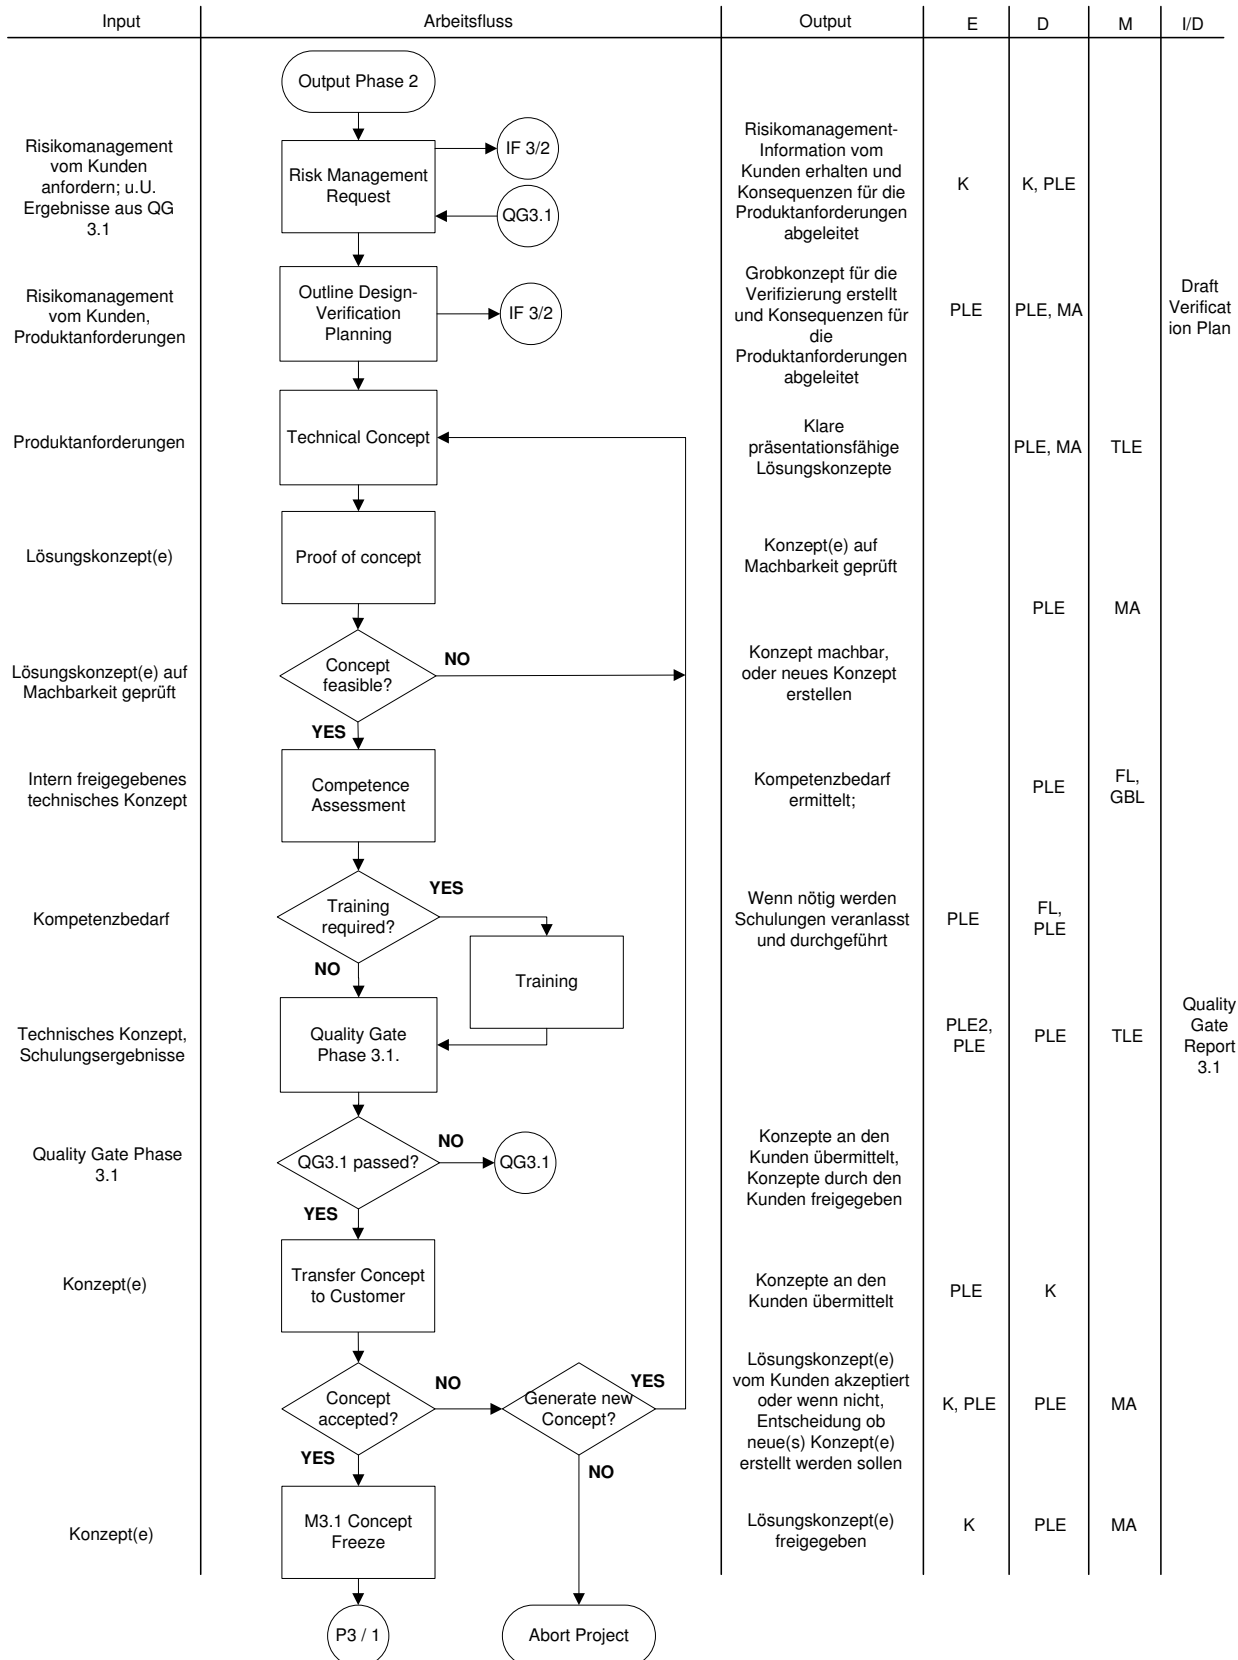 Input
Arbeitsfluss
Output
E
D
M
I/D
Output Phase 2
Risikomanagement
vom Kunden
anfordern; u.U.
Ergebnisse aus QG
3.1
Risk Management
Request
IF 3/2
QG3.1
Risikomanagement-
Information vom
Kunden erhalten und
Konsequenzen für die
Produktanforderungen
abgeleitet
K
K, PLE
Risikomanagement
vom Kunden,
Produktanforderungen
Outline Design-
Verification
Planning
IF 3/2
Grobkonzept für die
Verifizierung erstellt
und Konsequenzen für
die
Produktanforderungen
abgeleitet
PLE
PLE, MA
Draft
Verificat
ion Plan
Produktanforderungen
Technical Concept
Klare
präsentationsfähige
Lösungskonzepte
PLE, MA
TLE
Lösungskonzept(e)
Proof of concept
Konzept(e) auf
Machbarkeit geprüft
PLE
MA
Lösungskonzept(e) auf
Machbarkeit geprüft
Concept
feasible?
NO
YES
Konzept machbar,
oder neues Konzept
erstellen
Intern freigegebenes
technisches Konzept
Competence
Assessment
Kompetenzbedarf
ermittelt;
PLE
FL,
GBL
Kompetenzbedarf
Training
required?
YES
NO
Training
Wenn nötig werden
Schulungen veranlasst
und durchgeführt
PLE
FL,
PLE
Technisches Konzept,
Schulungsergebnisse
Quality Gate
Phase 3.1.
PLE2,
PLE
PLE
TLE
Quality
Gate
Report
3.1
Quality Gate Phase
3.1
QG3.1 passed?
NO
QG3.1
YES
Konzepte an den
Kunden übermittelt,
Konzepte durch den
Kunden freigegeben
Konzept(e)
Transfer Concept
to Customer
Konzepte an den
Kunden übermittelt
PLE
K
Concept
accepted?
NO
YES
Generate new
Concept?
YES
NO
Lösungskonzept(e)
vom Kunden akzeptiert
oder wenn nicht,
Entscheidung ob
neue(s) Konzept(e)
erstellt werden sollen
K, PLE
PLE
MA
Konzept(e)
M3.1 Concept
Freeze
Lösungskonzept(e)
freigegeben
K
PLE
MA
P3 / 1
Abort Project